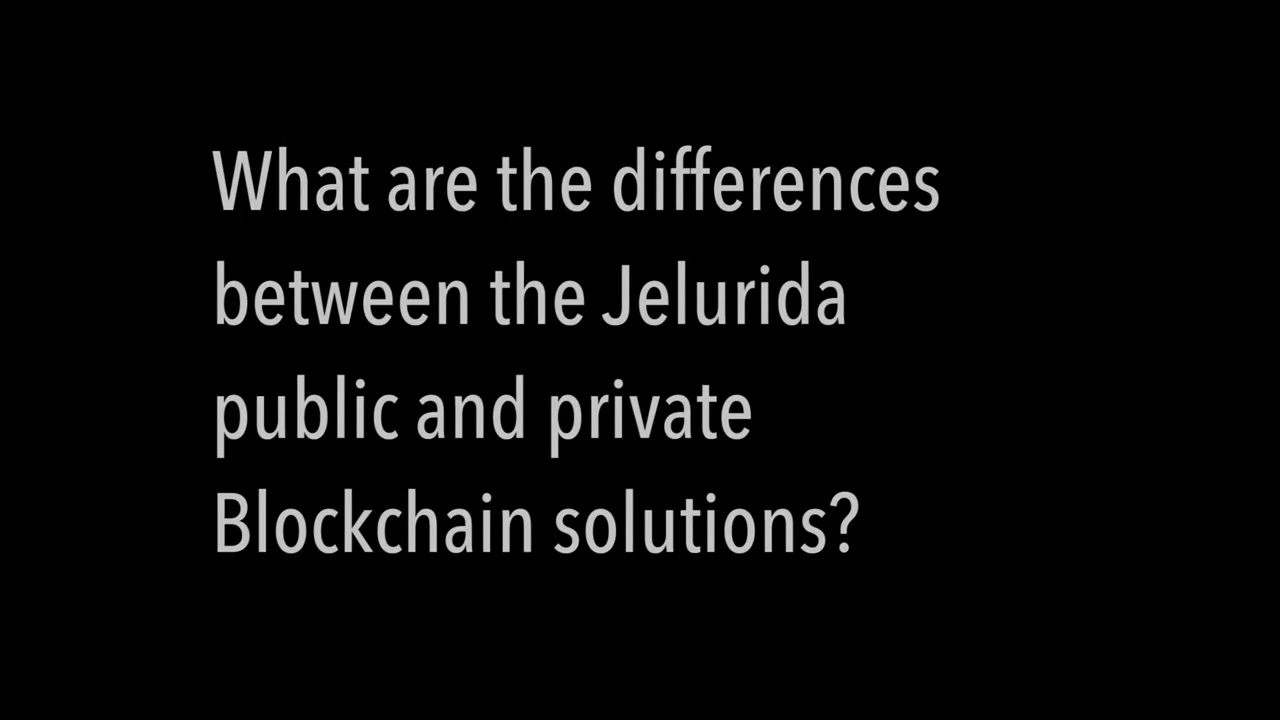 What are the differences
between the Jelurida
public and private
Blockchain solutions?